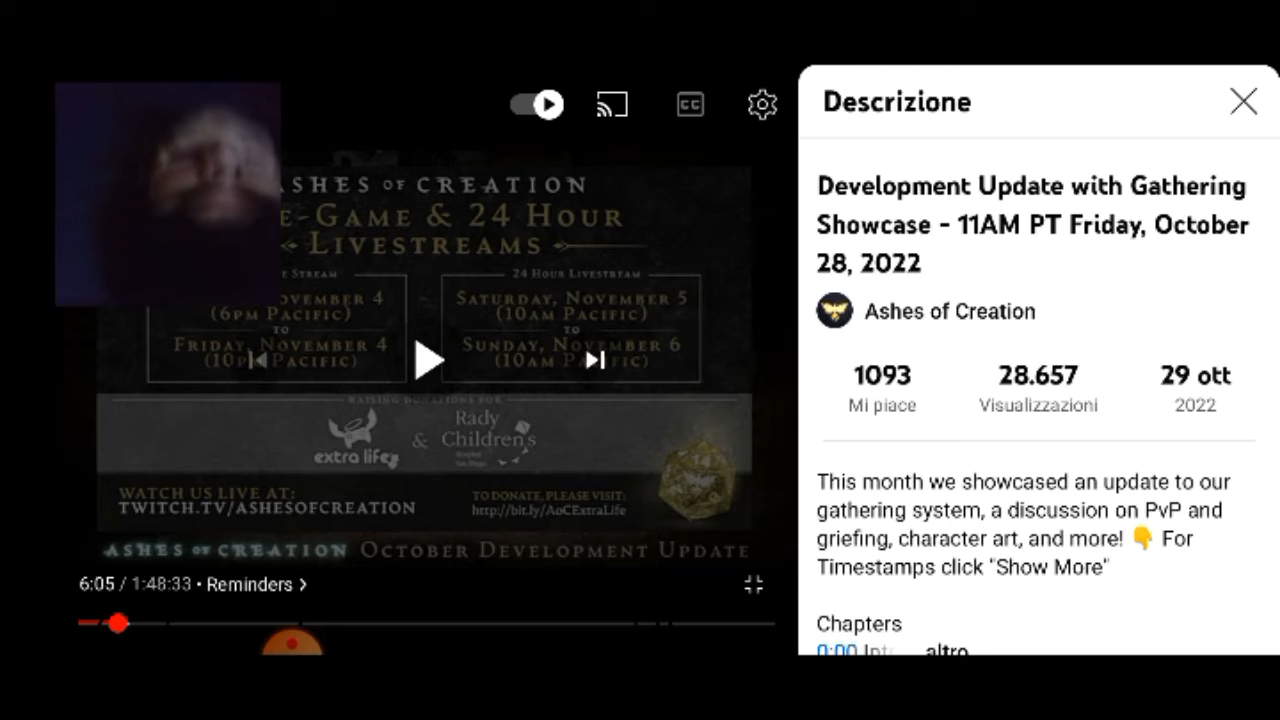 Descrizione
Development Update with Gathering
Showcase - 11AM PT Friday, October
28, 2022
Ashes of Creation
1093
Mi piace
28.657
Visualizzazioni
29 ott
2022
This month we showcased an update to our
gathering system, a discussion on PvP and
griefing, character art, and more! 👇 For
Timestamps click "Show More"
Chapters
0:00 altro
CC
OF CREATION
-GAME & 24 HOUR
LIVESTREAMS
STREAM
NOVEMBER 4
(6PM PACIFIC)
TO
FRIDAY, NOVEMBER 4
PACIFIC)
24 HOUR LIVESTREAM
SATURDAY, NOVEMBER 5
(10AM PACIFIC)
TO
SUNDAY, NOVEMBER 6
(10AM
RAISING DONATIONS FOR
extra life
&
Rady
Children's
WATCH US LIVE AT:
TWITCH.TV/ASHESOFCREATION
TO DONATE, PLEASE VISIT:
http://bit.ly/AoCExtraLife
ASHES OF CREATION OCTOBER DEVELOPMENT UPDATE
6:05 / 1:48:33 • Reminders >